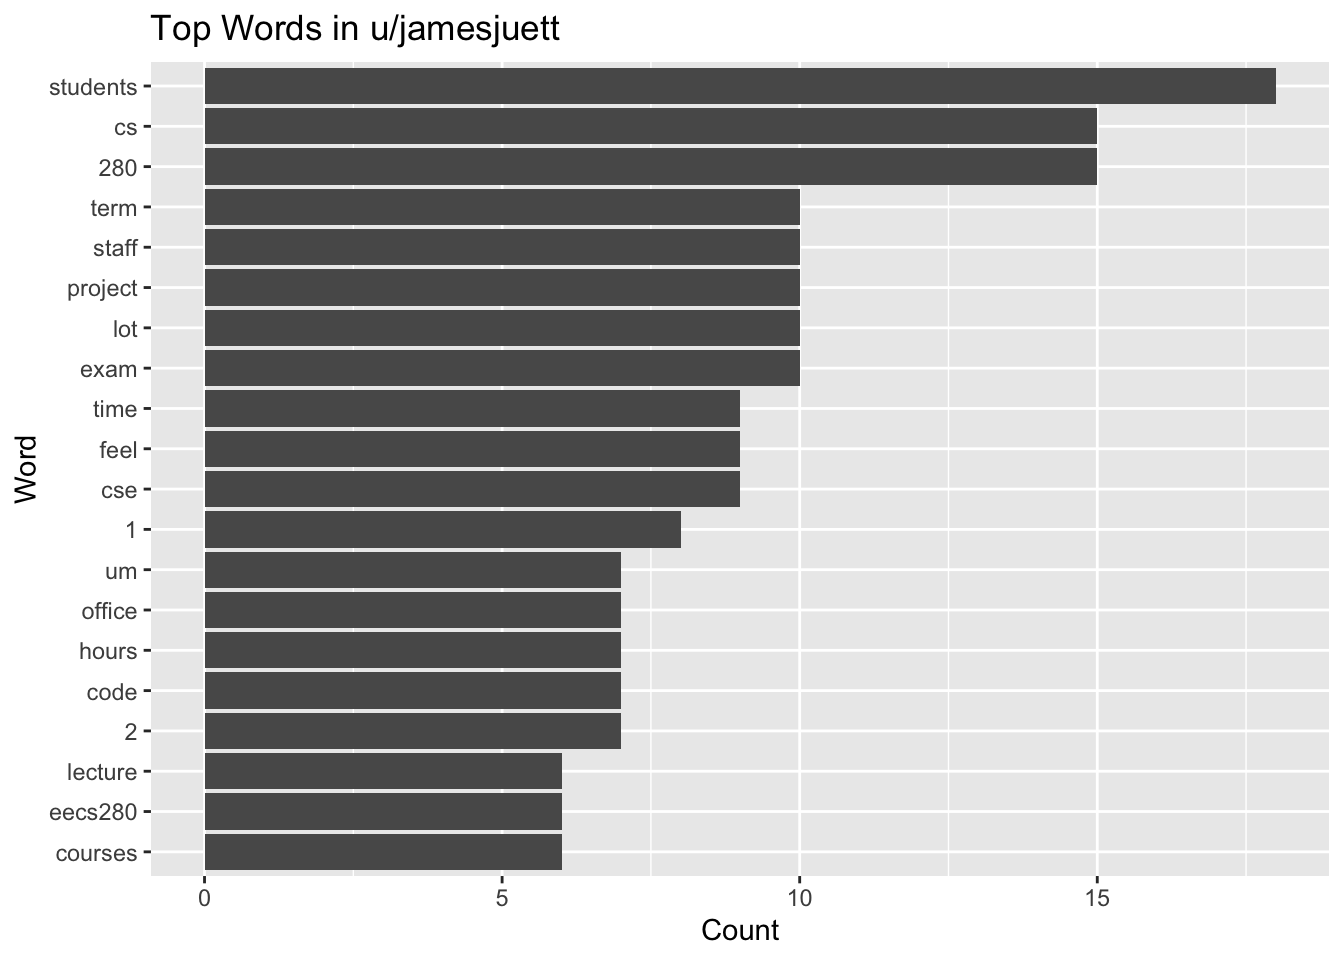 Top Words in u/jamesjuett
students
cs
280
term
staff
project
lot
exam
time
feel
cse
1
um
office
hours
code
2
lecture
eecs280
courses
Word
0 5 10 15
Count